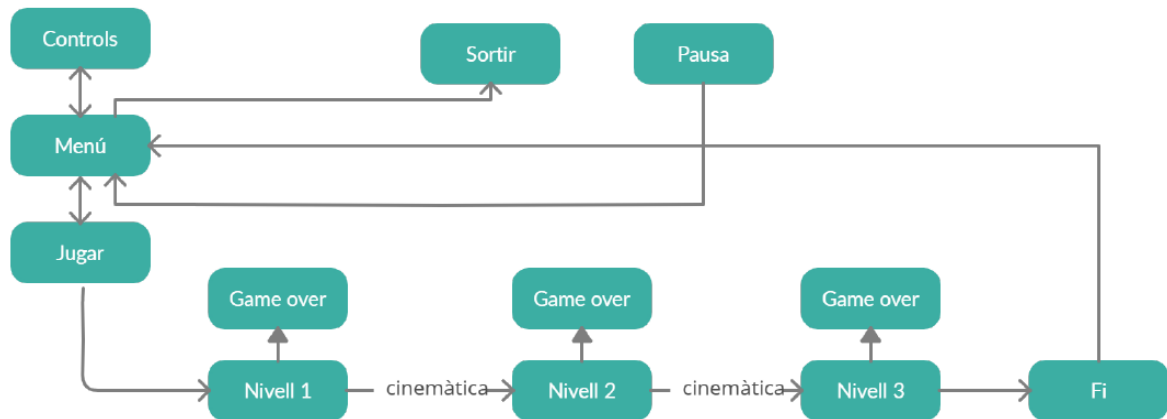 Controls
Sortir
Pausa
Menú
Jugar
Game over
Game over
Game over
Nivell 1
cinemàtica
Nivell 2
cinemàtica
Nivell 3
Fi